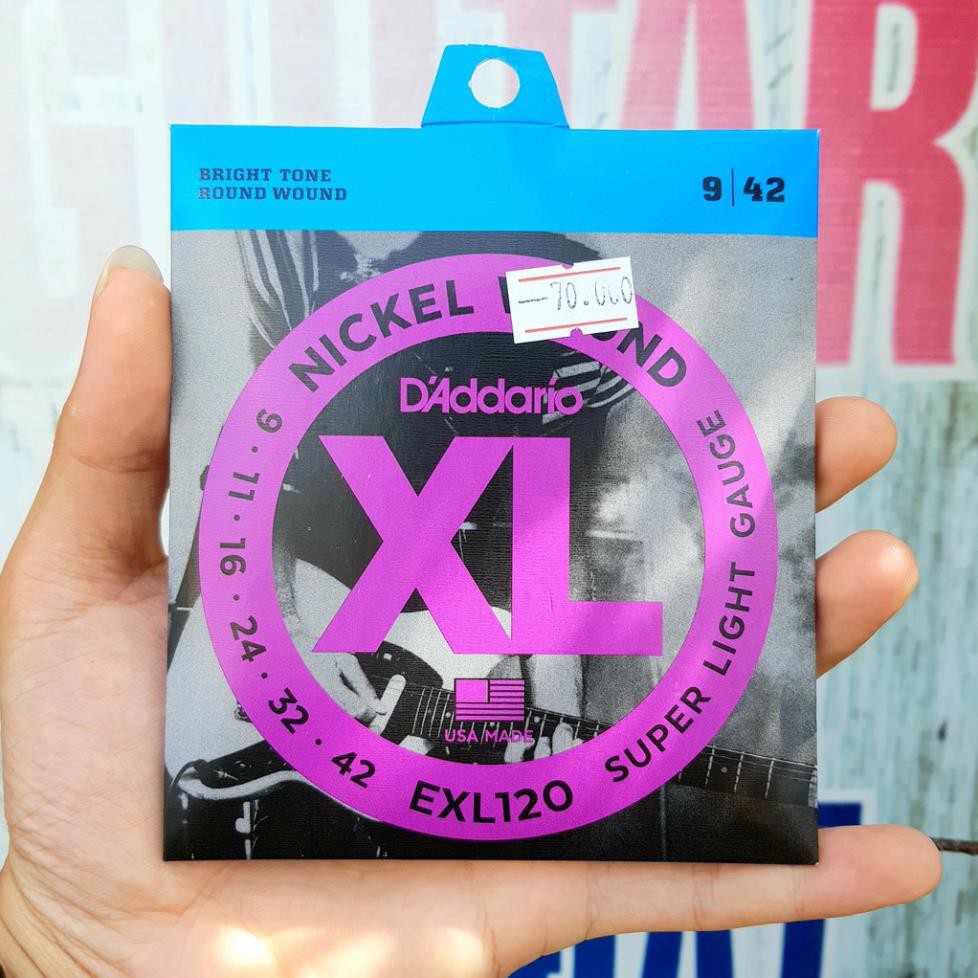 GUITAR
BRIGHT TONE
ROUND WOUND
9|42
NICKEL
70.000
D'Addario
XL
9 · 11 · 16 · 24 · 32 · 42
USA MADE
EXL120
SUPER LIGHT GAUGE